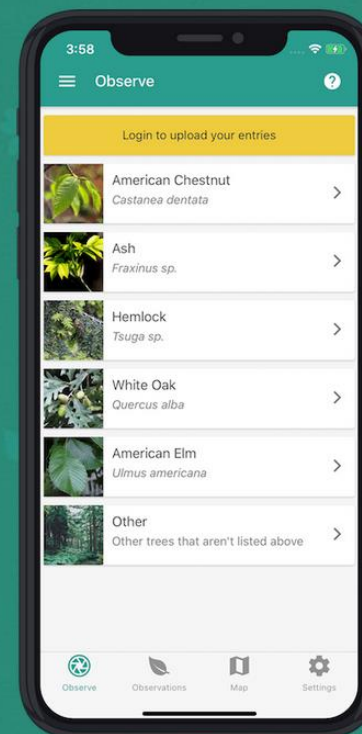 3:58
Observe
Login to upload your entries
American Chestnut
Castanea dentata
Ash
Fraxinus sp.
Hemlock
Tsuga sp.
White Oak
Quercus alba
American Elm
Ulmus americana
Other
Other trees that aren't listed above
Observe Observations Map Settings